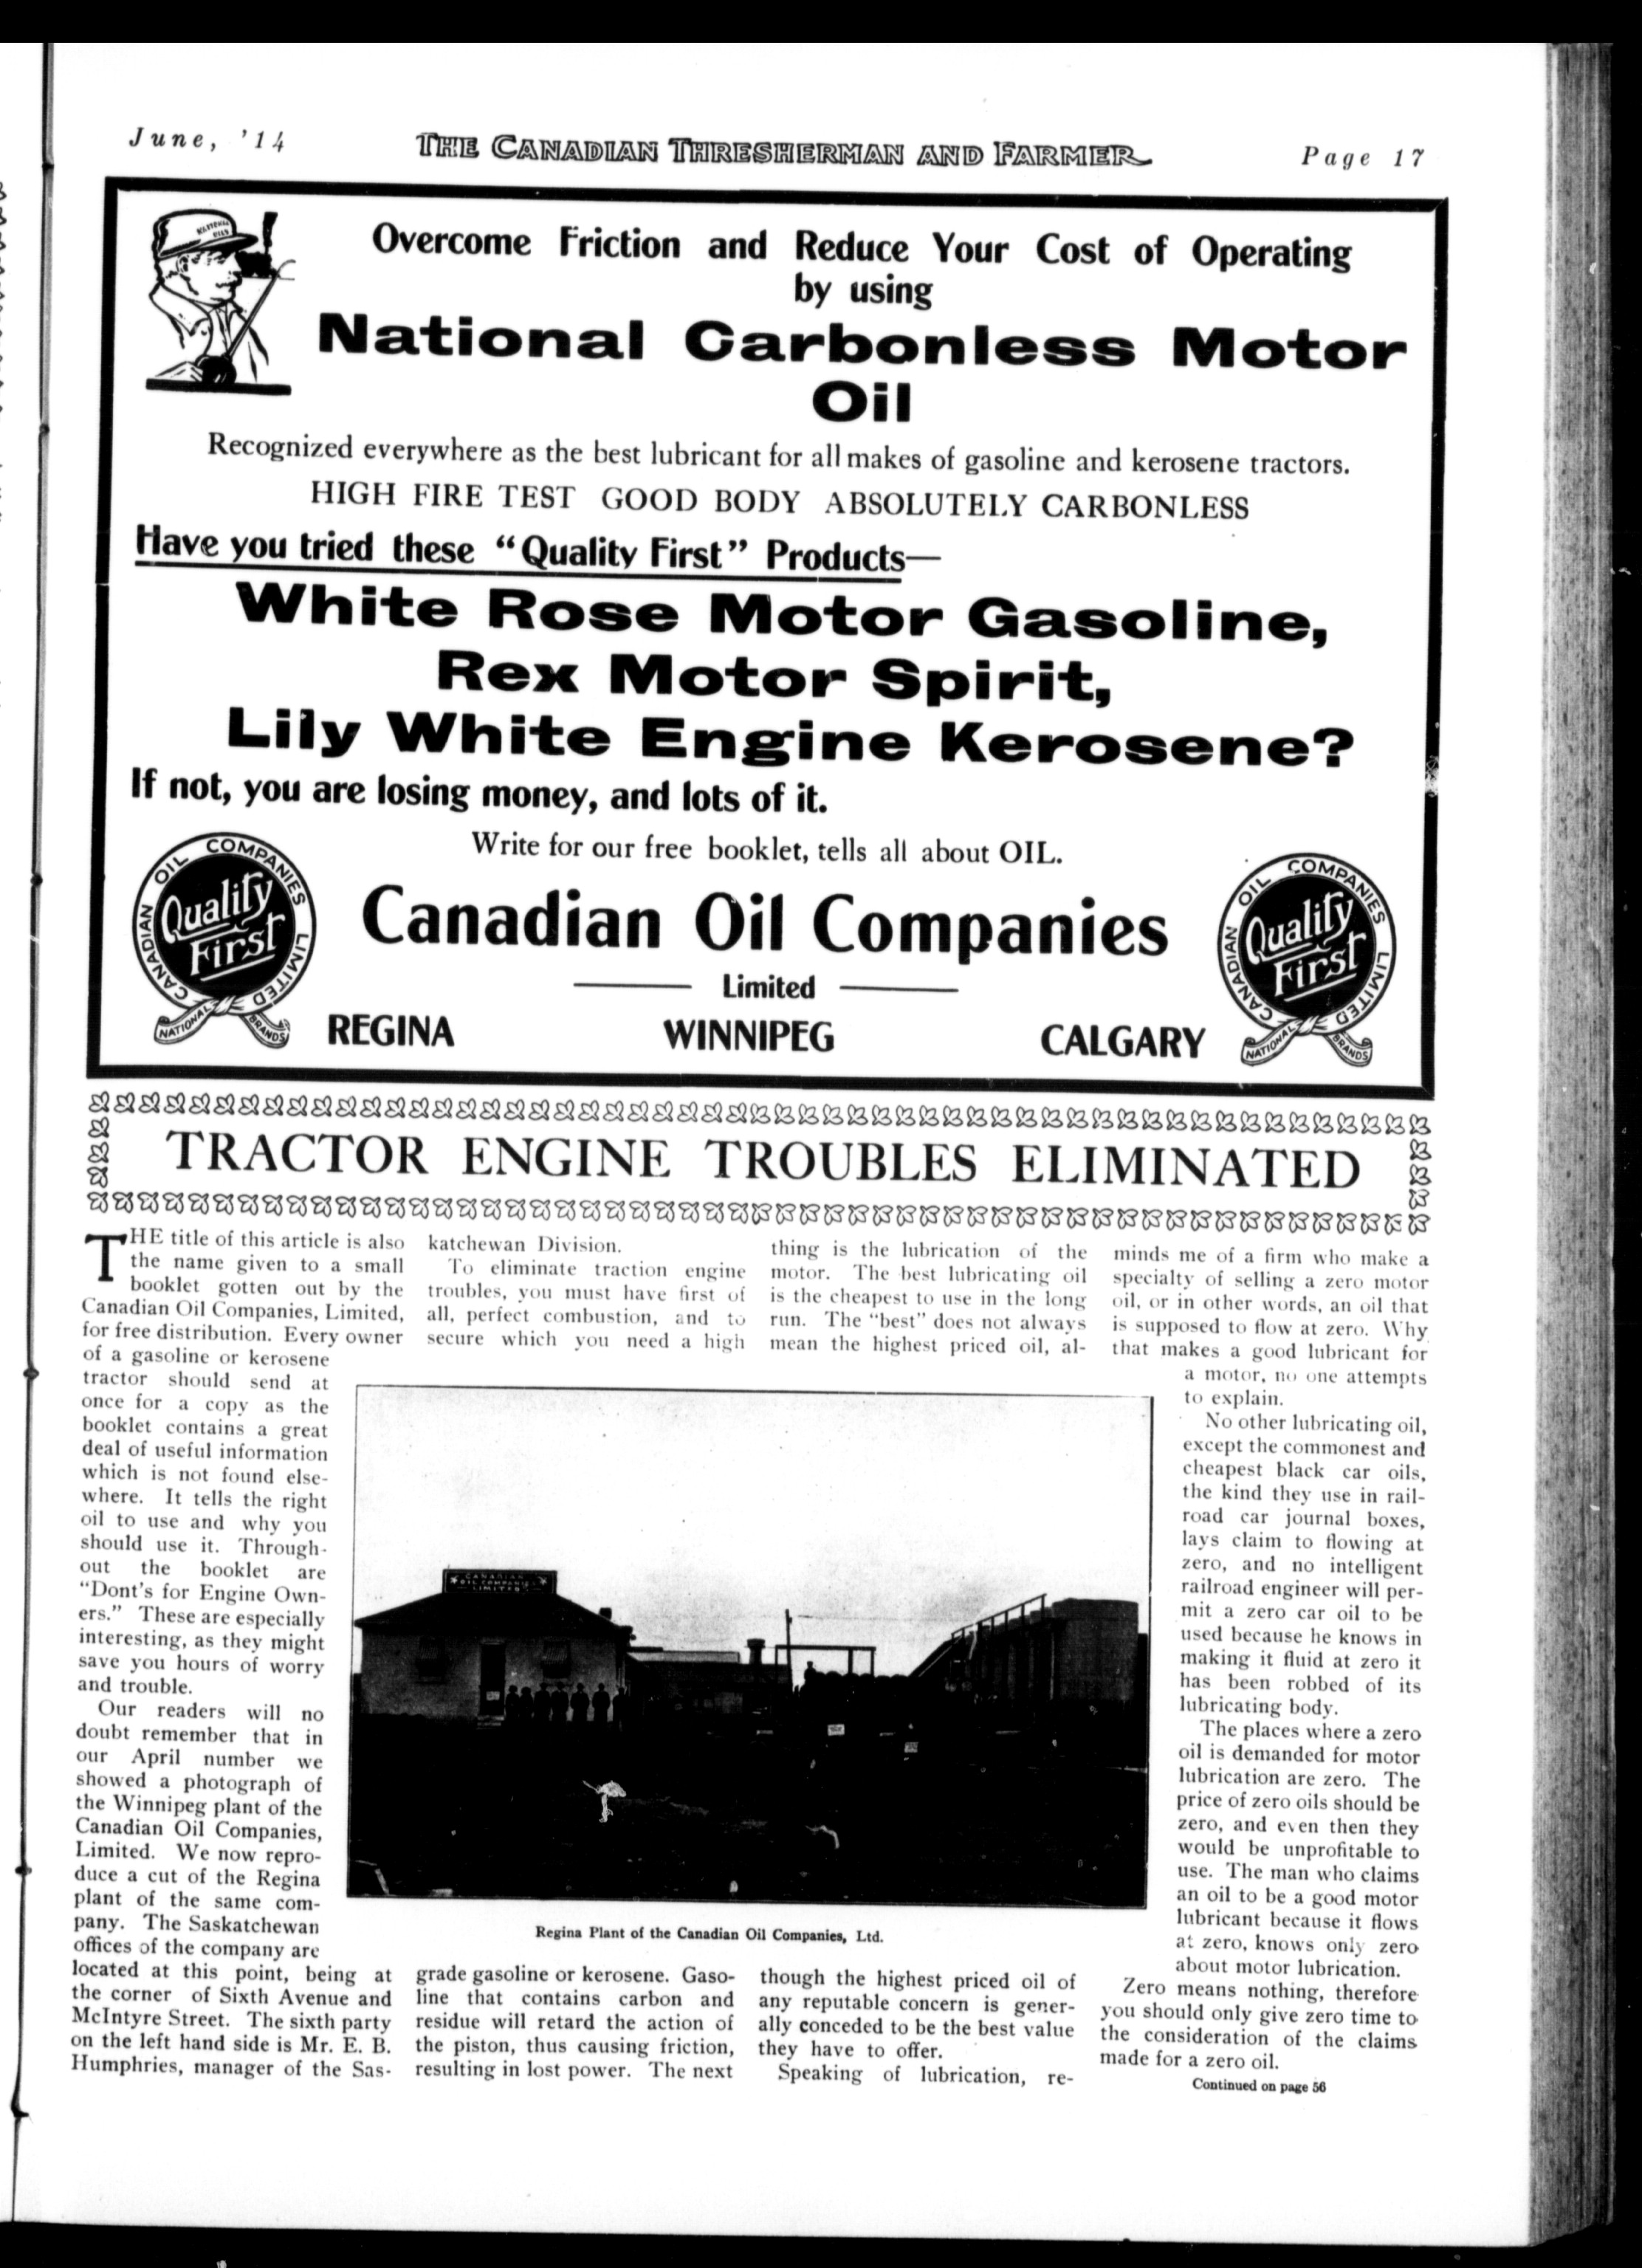 June, '14
THE CANADIAN THRESHERMAN AND FARMER
Page 17
NATIONAL
OILS
Overcome Friction and Reduce Your Cost of Operating
by using
National Carbonless Motor
Oil
Recognized everywhere as the best lubricant for all makes of gasoline and kerosene tractors.
HIGH FIRE TEST GOOD BODY ABSOLUTELY CARBONLESS
Have you tried these "Quality First" Products—
White Rose Motor Gasoline,
Rex Motor Spirit,
Lily White Engine Kerosene?
If not, you are losing money, and lots of it.
Write for our free booklet, tells all about OIL.
CANADIAN OIL COMPANIES LIMITED
Quality
First
NATIONAL BRANDS
Canadian Oil Companies
Limited
REGINA WINNIPEG CALGARY
CANADIAN OIL COMPANIES LIMITED
Quality
First
NATIONAL BRANDS
TRACTOR ENGINE TROUBLES ELIMINATED
THE title of this article is also
the name given to a small
booklet gotten out by the
Canadian Oil Companies, Limited,
for free distribution. Every owner
of a gasoline or kerosene
tractor should send at
once for a copy as the
booklet contains a great
deal of useful information
which is not found else-
where. It tells the right
oil to use and why you
should use it. Through-
out the booklet are
"Dont's for Engine Own-
ers." These are especially
interesting, as they might
save you hours of worry
and trouble.
Our readers will no
doubt remember that in
our April number we
showed a photograph of
the Winnipeg plant of the
Canadian Oil Companies,
Limited. We now repro-
duce a cut of the Regina
plant of the same com-
pany. The Saskatchewan
offices of the company are
located at this point, being at
the corner of Sixth Avenue and
McIntyre Street. The sixth party
on the left hand side is Mr. E. B.
Humphries, manager of the Sas-
katchewan Division.
To eliminate traction engine
troubles, you must have first of
all, perfect combustion, and to
secure which you need a high
CANADIAN
OIL COMPANIES
LIMITED
Regina Plant of the Canadian Oil Companies, Ltd.
grade gasoline or kerosene. Gaso-
line that contains carbon and
residue will retard the action of
the piston, thus causing friction,
resulting in lost power. The next
thing is the lubrication of the
motor. The best lubricating oil
is the cheapest to use in the long
run. The "best" does not always
mean the highest priced oil, al-
though the highest priced oil of
any reputable concern is gener-
ally conceded to be the best value
they have to offer.
Speaking of lubrication, re-
minds me of a firm who make a
specialty of selling a zero motor
oil, or in other words, an oil that
is supposed to flow at zero. Why
that makes a good lubricant for
a motor, no one attempts
to explain.
No other lubricating oil,
except the commonest and
cheapest black car oils,
the kind they use in rail-
road car journal boxes,
lays claim to flowing at
zero, and no intelligent
railroad engineer will per-
mit a zero car oil to be
used because he knows in
making it fluid at zero it
has been robbed of its
lubricating body.
The places where a zero
oil is demanded for motor
lubrication are zero. The
price of zero oils should be
zero, and even then they
would be unprofitable to
use. The man who claims
an oil to be a good motor
lubricant because it flows
at zero, knows only zero
about motor lubrication.
Zero means nothing, therefore
you should only give zero time to
the consideration of the claims
made for a zero oil.
Continued on page 56